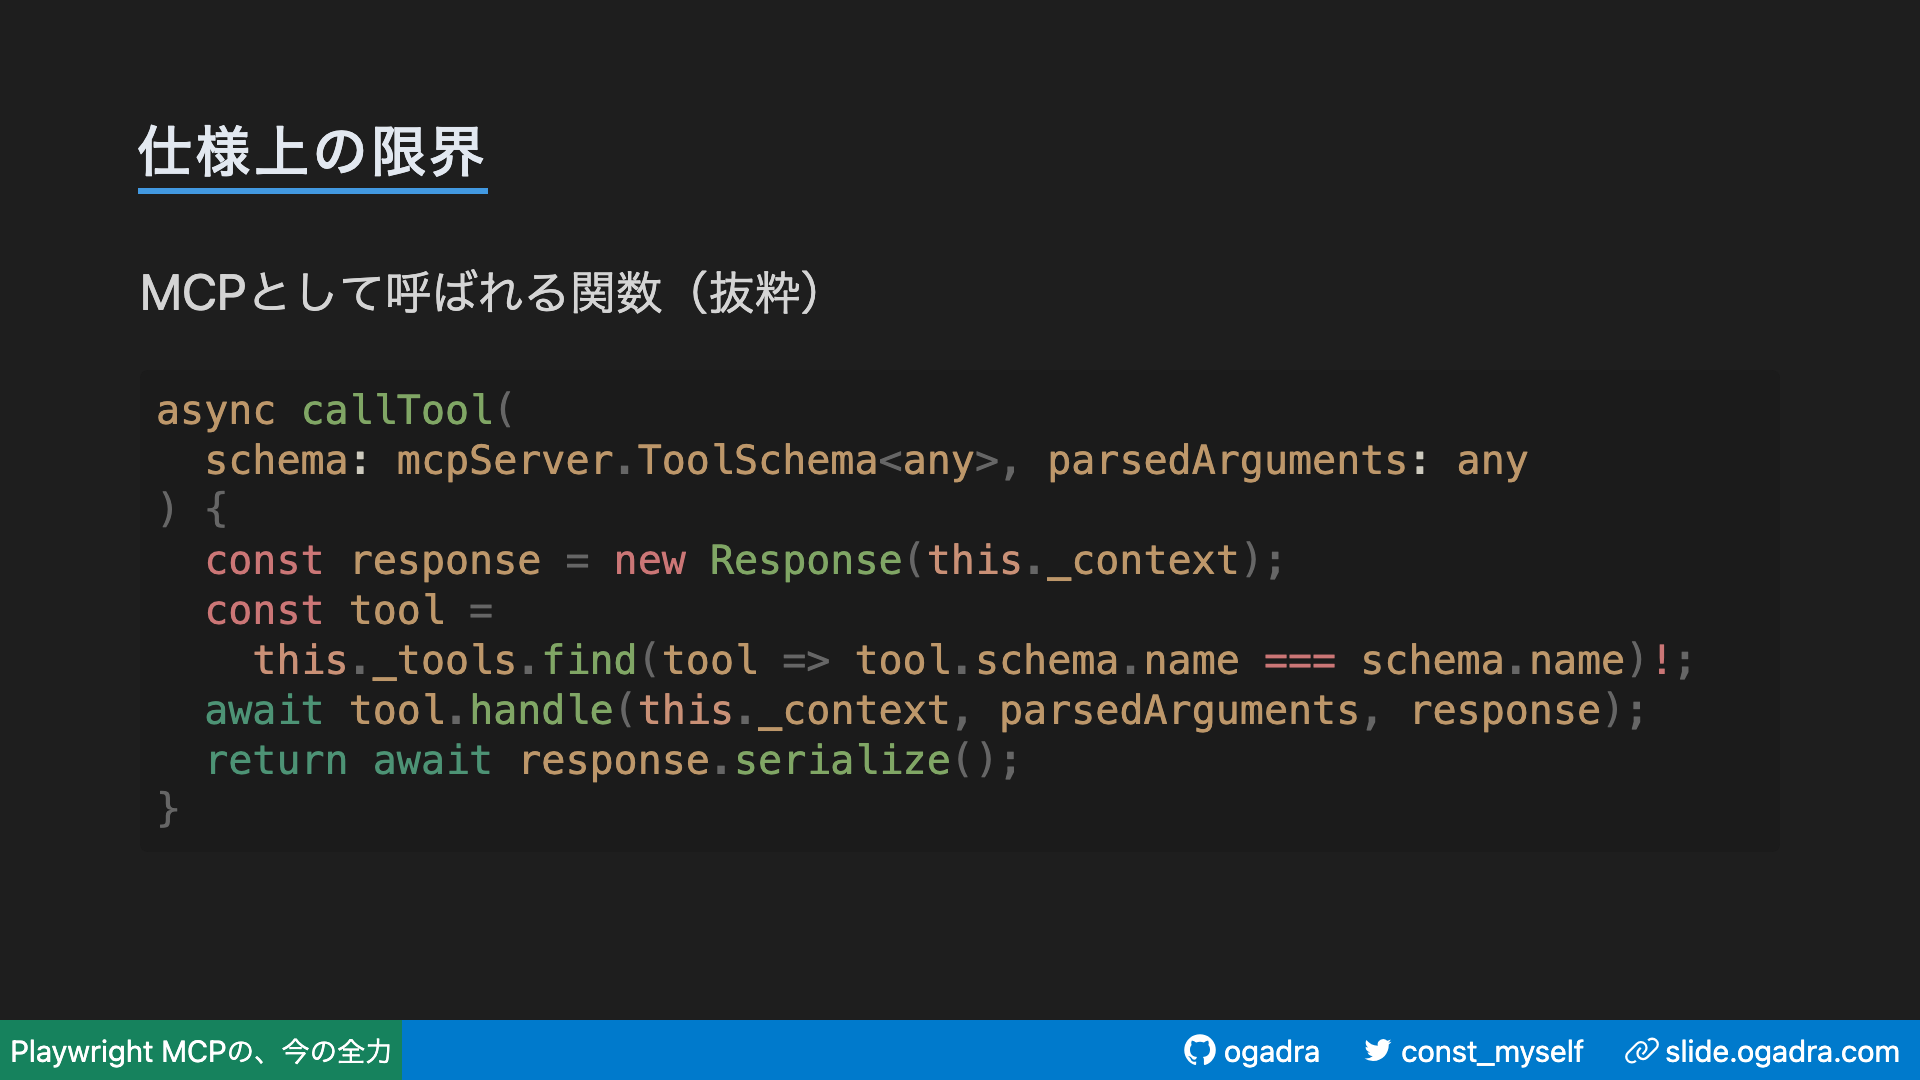 仕様上の限界
MCPとして呼ばれる関数（抜粋）
async callTool(
  schema: mcpServer.ToolSchema<any>, parsedArguments: any
) {
  const response = new Response(this._context);
  const tool =
    this._tools.find(tool => tool.schema.name === schema.name)!;
  await tool.handle(this._context, parsedArguments, response);
  return await response.serialize();
}
Playwright MCPの、今の全力
ogadra
const_myself
slide.ogadra.com